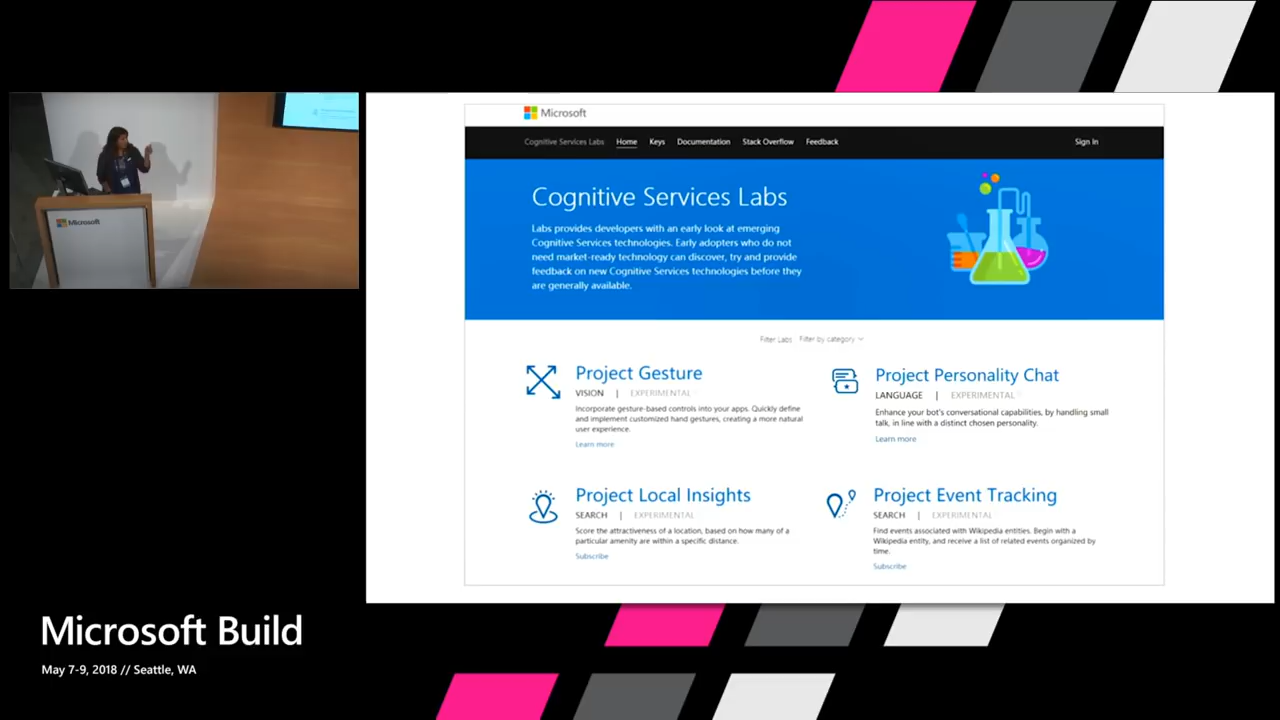 Microsoft
Microsoft
Cognitive Services Labs Home Keys Documentation Stack Overflow Feedback Sign In
Cognitive Services Labs
Labs provides developers with an early look at emerging
Cognitive Services technologies. Early adopters who do not
need market-ready technology can discover, try and provide
feedback on new Cognitive Services technologies before they
are generally available.
Filter Labs Filter by category
Project Gesture
VISION | EXPERIMENTAL
Incorporate gesture-based controls into your apps. Quickly define
and implement customized hand gestures, creating a more natural
user experience.
Learn more
Project Personality Chat
LANGUAGE | EXPERIMENTAL
Enhance your bot's conversational capabilities, by handling small
talk, in line with a distinct chosen personality.
Learn more
Project Local Insights
SEARCH | EXPERIMENTAL
Score the attractiveness of a location, based on how many of a
particular amenity are within a specific distance.
Subscribe
Project Event Tracking
SEARCH | EXPERIMENTAL
Find events associated with Wikipedia entities. Begin with a
Wikipedia entity, and receive a list of related events organized by
time.
Subscribe
Microsoft Build
May 7-9, 2018 // Seattle, WA